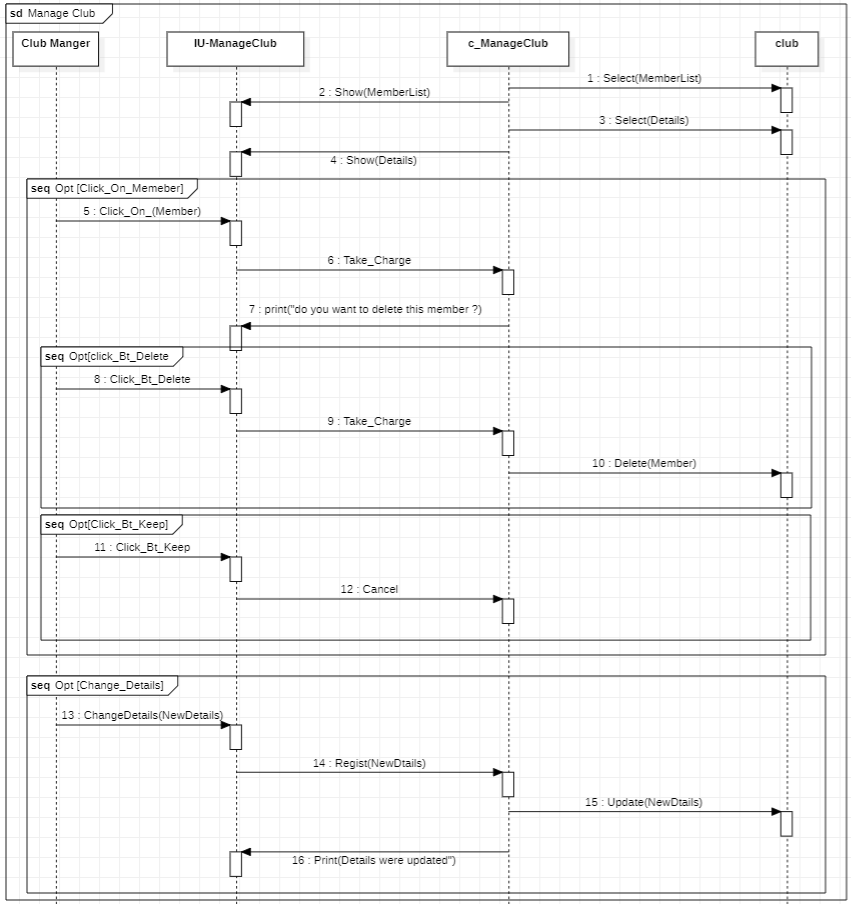 sd Manage Club
Club Manger
IU-ManageClub
c_ManageClub
club
1 : Select(MemberList)
2 : Show(MemberList)
3 : Select(Details)
4 : Show(Details)
seq Opt [Click_On_Memeber]
5 : Click_On_(Member)
6 : Take_Charge
7 : print("do you want to delete this member ?)
seq Opt[click_Bt_Delete
8 : Click_Bt_Delete
9 : Take_Charge
10 : Delete(Member)
seq Opt[Click_Bt_Keep]
11 : Click_Bt_Keep
12 : Cancel
seq Opt [Change_Details]
13 : ChangeDetails(NewDetails)
14 : Regist(NewDtails)
15 : Update(NewDtails)
16 : Print(Details were updated")